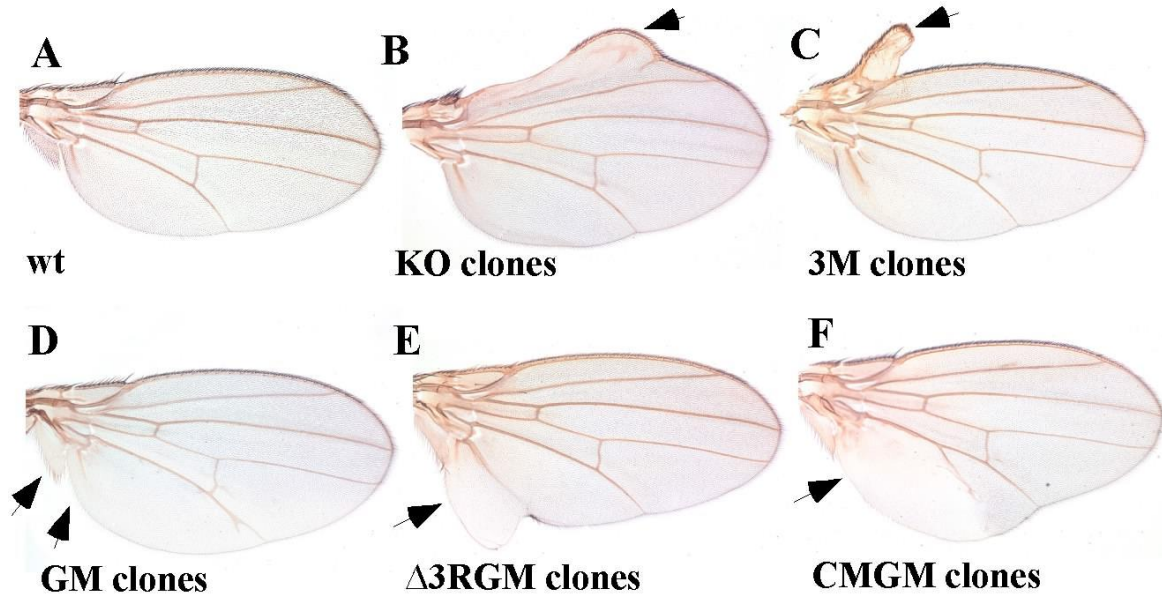 A
B
C
wt
KO clones
3M clones
D
E
F
GM clones
Δ3RGM clones
CMGM clones